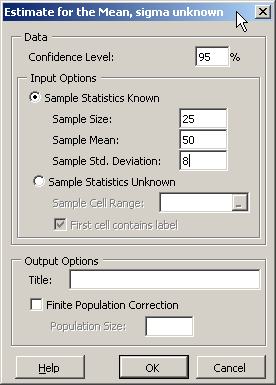 Estimate for the Mean, sigma unknown
Data
Confidence Level: 95 %
Input Options
Sample Statistics Known
Sample Size: 25
Sample Mean: 50
Sample Std. Deviation: 8
Sample Statistics Unknown
Sample Cell Range: _
First cell contains label
Output Options
Title:
Finite Population Correction
Population Size:
Help OK Cancel